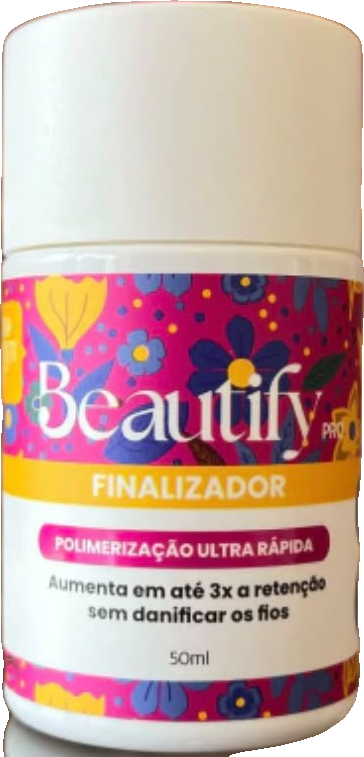 Beautify
PRO
FINALIZADOR
POLIMERIZAÇÃO ULTRA RÁPIDA
Aumenta em até 3x a retenção
sem danificar os fios
50ml